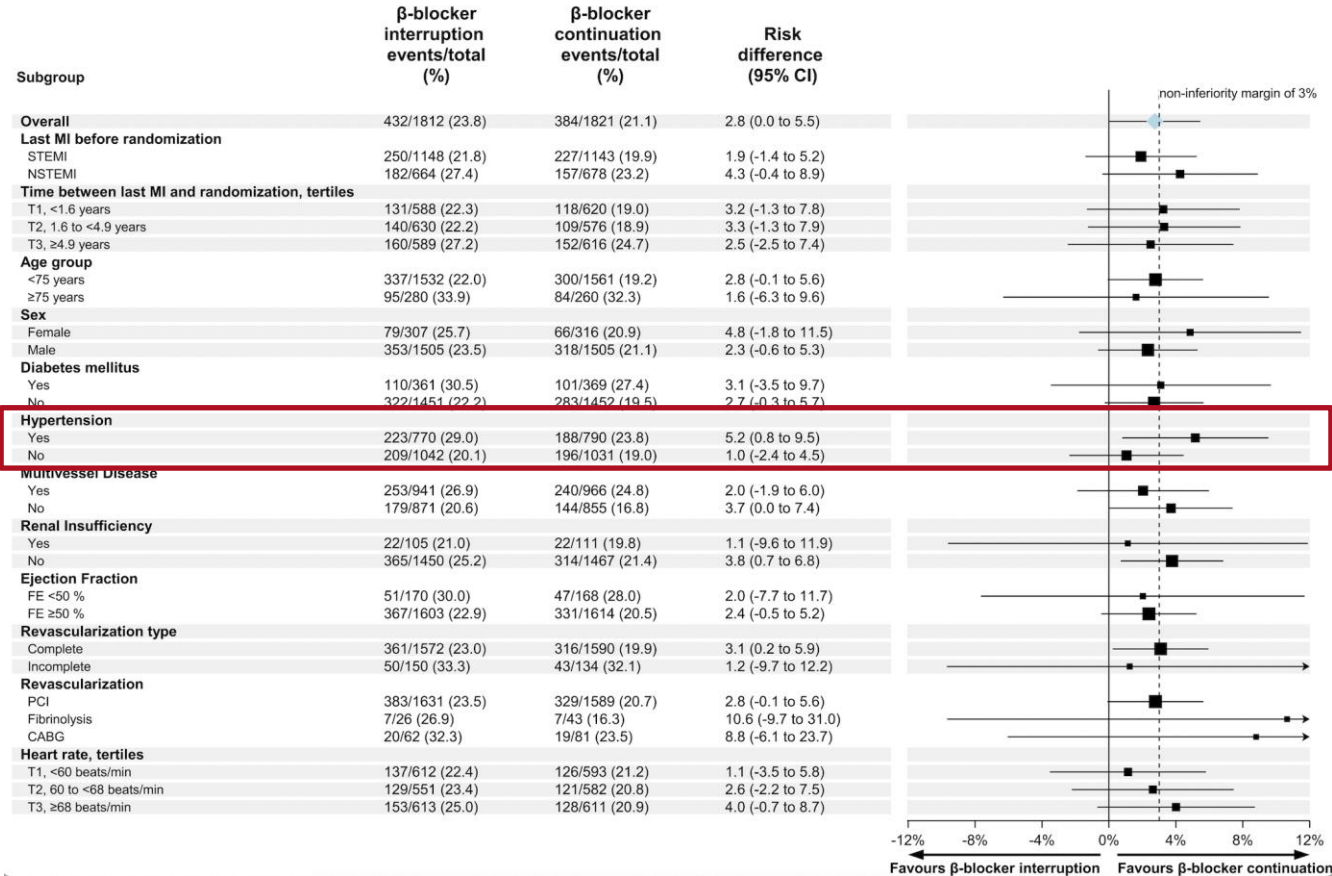 β-blocker interruption events/total (%) β-blocker continuation events/total (%) Risk difference (95% CI)
Subgroup
non-inferiority margin of 3%
Overall 432/1812 (23.8) 384/1821 (21.1) 2.8 (0.0 to 5.5)
Last MI before randomization
STEMI 250/1148 (21.8) 227/1143 (19.9) 1.9 (-1.4 to 5.2)
NSTEMI 182/664 (27.4) 157/678 (23.2) 4.3 (-0.4 to 8.9)
Time between last MI and randomization, tertiles
T1, <1.6 years 131/588 (22.3) 118/620 (19.0) 3.2 (-1.3 to 7.8)
T2, 1.6 to <4.9 years 140/630 (22.2) 109/576 (18.9) 3.3 (-1.3 to 7.9)
T3, ≥4.9 years 160/589 (27.2) 152/616 (24.7) 2.5 (-2.5 to 7.4)
Age group
<75 years 337/1532 (22.0) 300/1561 (19.2) 2.8 (-0.1 to 5.6)
≥75 years 95/280 (33.9) 84/260 (32.3) 1.6 (-6.3 to 9.6)
Sex
Female 79/307 (25.7) 66/316 (20.9) 4.8 (-1.8 to 11.5)
Male 353/1505 (23.5) 318/1505 (21.1) 2.3 (-0.6 to 5.3)
Diabetes mellitus
Yes 110/361 (30.5) 101/369 (27.4) 3.1 (-3.5 to 9.7)
No 322/1451 (22.2) 283/1452 (19.5) 2.7 (-0.3 to 5.7)
Hypertension
Yes 223/770 (29.0) 188/790 (23.8) 5.2 (0.8 to 9.5)
No 209/1042 (20.1) 196/1031 (19.0) 1.0 (-2.4 to 4.5)
Multivessel Disease
Yes 253/941 (26.9) 240/966 (24.8) 2.0 (-1.9 to 6.0)
No 179/871 (20.6) 144/855 (16.8) 3.7 (0.0 to 7.4)
Renal Insufficiency
Yes 22/105 (21.0) 22/111 (19.8) 1.1 (-9.6 to 11.9)
No 365/1450 (25.2) 314/1467 (21.4) 3.8 (0.7 to 6.8)
Ejection Fraction
FE <50 % 51/170 (30.0) 47/168 (28.0) 2.0 (-7.7 to 11.7)
FE ≥50 % 367/1603 (22.9) 331/1614 (20.5) 2.4 (-0.5 to 5.2)
Revascularization type
Complete 361/1572 (23.0) 316/1590 (19.9) 3.1 (0.2 to 5.9)
Incomplete 50/150 (33.3) 43/134 (32.1) 1.2 (-9.7 to 12.2)
Revascularization
PCI 383/1631 (23.5) 329/1589 (20.7) 2.8 (-0.1 to 5.6)
Fibrinolysis 7/26 (26.9) 7/43 (16.3) 10.6 (-9.7 to 31.0)
CABG 20/62 (32.3) 19/81 (23.5) 8.8 (-6.1 to 23.7)
Heart rate, tertiles
T1, <60 beats/min 137/612 (22.4) 126/593 (21.2) 1.1 (-3.5 to 5.8)
T2, 60 to <68 beats/min 129/551 (23.4) 121/582 (20.8) 2.6 (-2.2 to 7.5)
T3, ≥68 beats/min 153/613 (25.0) 128/611 (20.9) 4.0 (-0.7 to 8.7)
-12% -8% -4% 0% 4% 8% 12%
Favours β-blocker interruption Favours β-blocker continuation